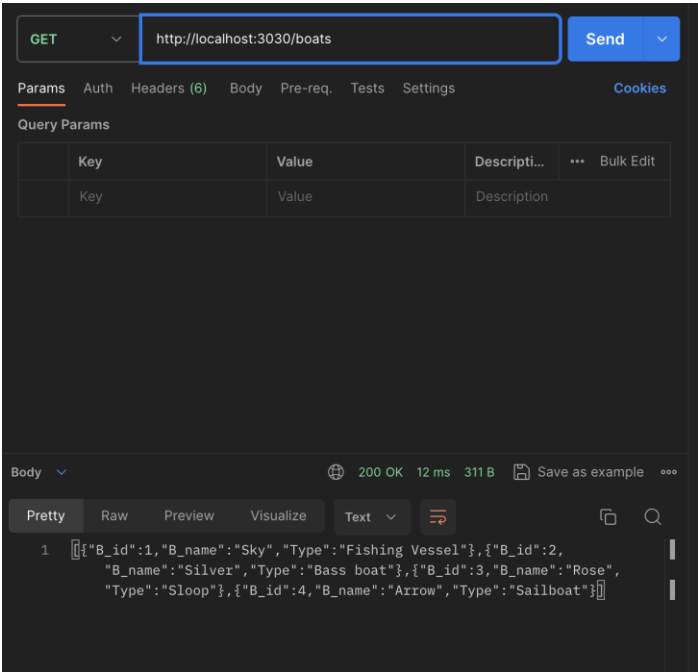 GET http://localhost:3030/boats Send
Params Auth Headers (6) Body Pre-req. Tests Settings Cookies
Query Params
Key Value Descripti... ••• Bulk Edit
Key Value Description
Body 200 OK 12 ms 311 B Save as example
Pretty Raw Preview Visualize Text
1 [{"B_id":1,"B_name":"Sky","Type":"Fishing Vessel"},{"B_id":2,
"B_name":"Silver","Type":"Bass boat"},{"B_id":3,"B_name":"Rose",
"Type":"Sloop"},{"B_id":4,"B_name":"Arrow","Type":"Sailboat"}]